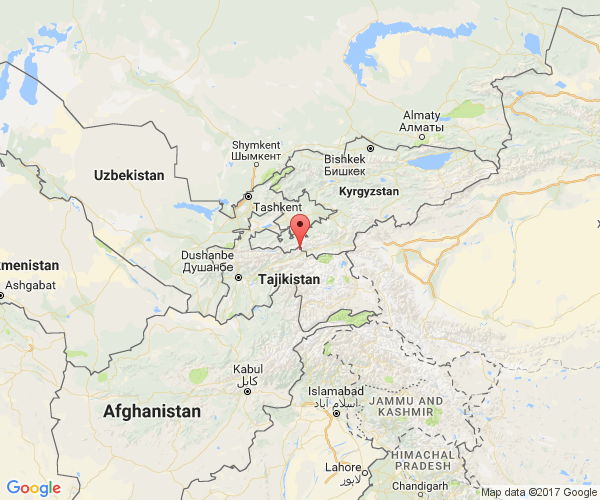 Almaty
Алматы
Shymkent
Шымкент
Bishkek
Бишкек
Uzbekistan
Kyrgyzstan
Tashkent
Dushanbe
Душанбе
kmenistan
Ashgabat
Tajikistan
Kabul
کابل
Islamabad
اسلام آباد
JAMMU AND
KASHMIR
Afghanistan
HIMACHAL
PRADESH
Lahore
لاہور
Chandigarh
Google
Map data ©2017 Google